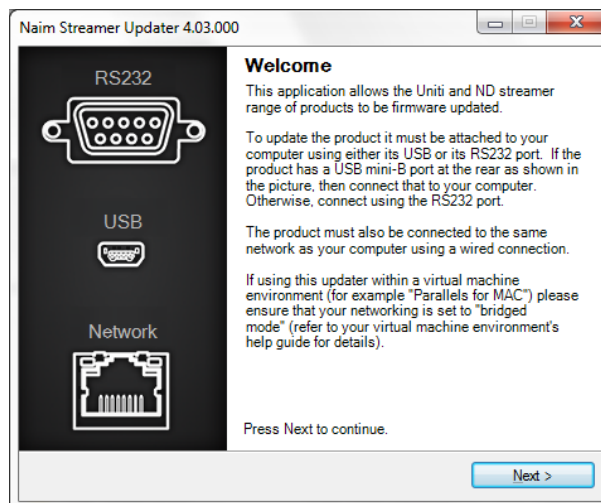 Naim Streamer Updater 4.03.000
RS232
USB
Network
Welcome
This application allows the Uniti and ND streamer
range of products to be firmware updated.
To update the product it must be attached to your
computer using either its USB or its RS232 port.  If the
product has a USB mini-B port at the rear as shown in
the picture, then connect that to your computer.
Otherwise, connect using the RS232 port.
The product must also be connected to the same
network as your computer using a wired connection.
If using this updater within a virtual machine
environment (for example "Parallels for MAC") please
ensure that your networking is set to "bridged
mode" (refer to your virtual machine environment's
help guide for details).
Press Next to continue.
Next >